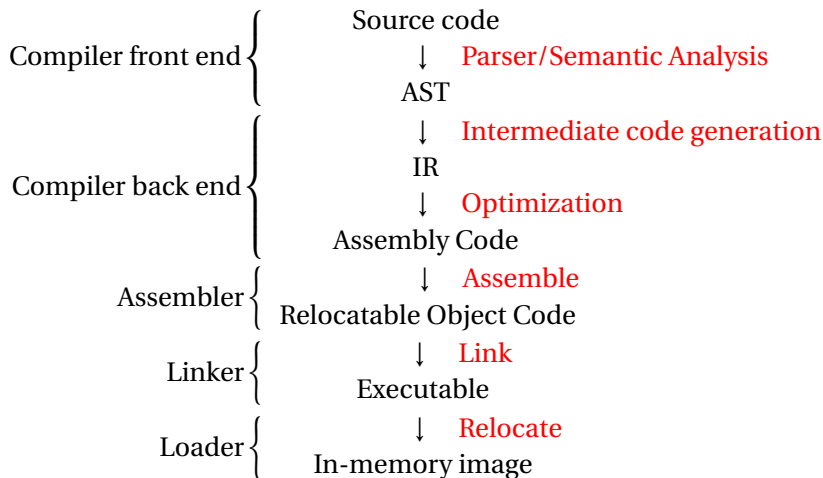 Source code
Compiler front end
↓ Parser/Semantic Analysis
AST
↓ Intermediate code generation
IR
Compiler back end
↓ Optimization
Assembly Code
↓ Assemble
Assembler
Relocatable Object Code
↓ Link
Linker
Executable
↓ Relocate
Loader
In-memory image